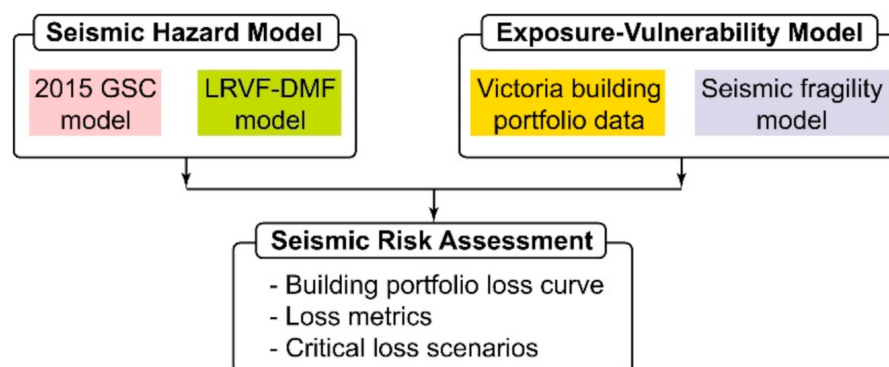 Seismic Hazard Model
2015 GSC
model
LRVF-DMF
model
Exposure-Vulnerability Model
Victoria building
portfolio data
Seismic fragility
model
Seismic Risk Assessment
- Building portfolio loss curve
- Loss metrics
- Critical loss scenarios